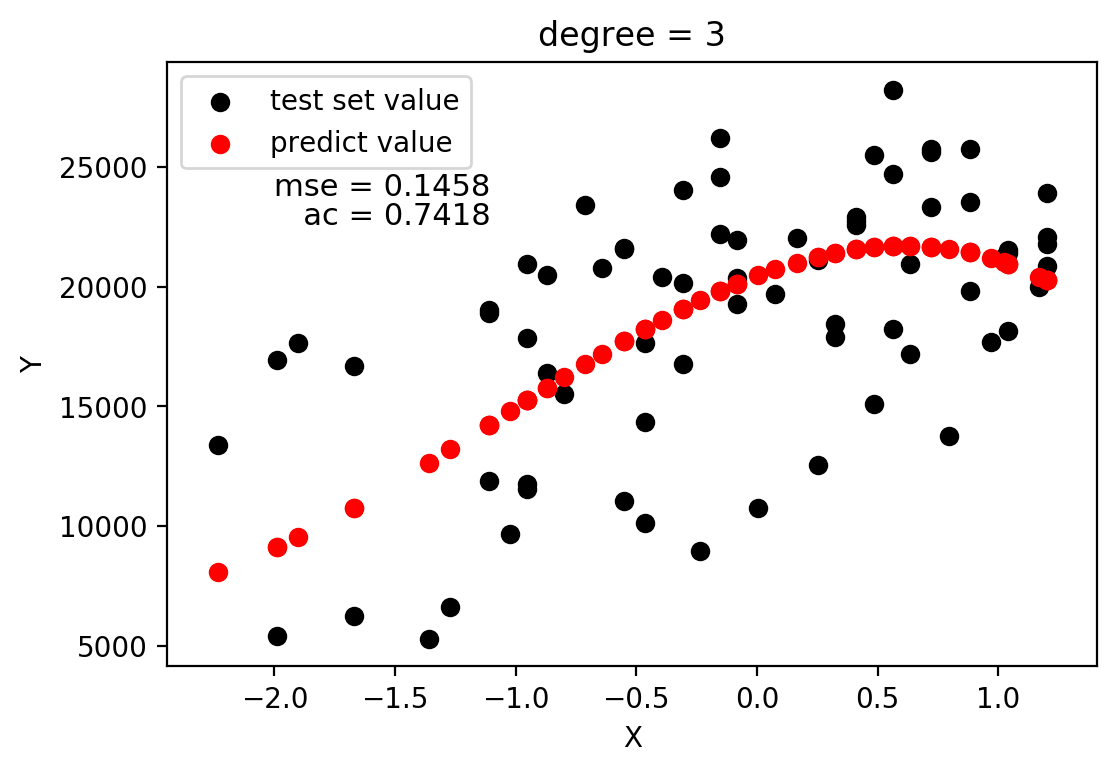 degree = 3
test set value
predict value
mse = 0.1458
ac = 0.7418
25000
20000
15000
10000
5000
Y
−2.0 −1.5 −1.0 −0.5 0.0 0.5 1.0
X